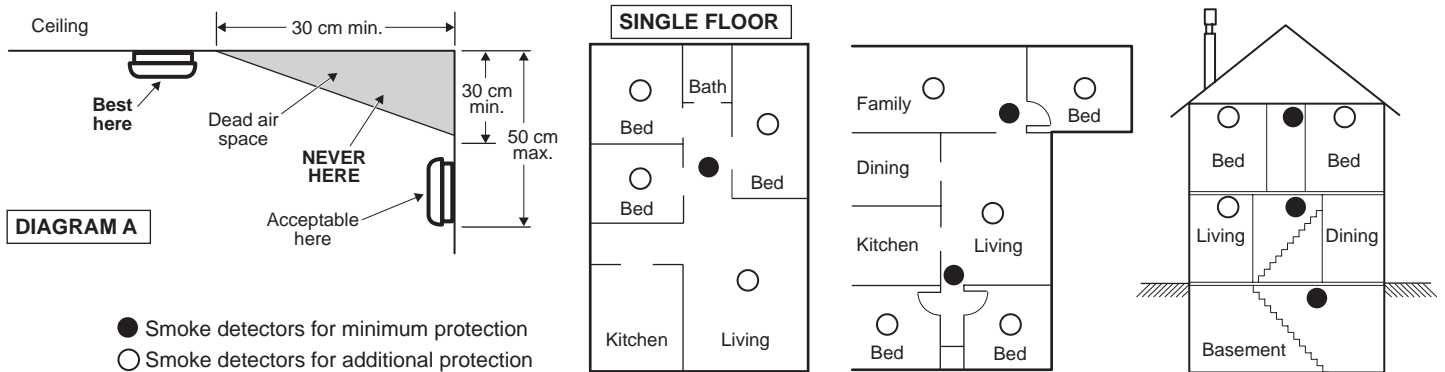 Ceiling
30 cm min.
Best
here
Dead air
space
NEVER
HERE
30 cm
min.
50 cm
max.
Acceptable
here
DIAGRAM A
Smoke detectors for minimum protection
Smoke detectors for additional protection
SINGLE FLOOR
Bath
Bed
Bed
Bed
Kitchen
Living
Family
Bed
Dining
Kitchen
Living
Bed
Bed
Bed
Bed
Living
Dining
Basement